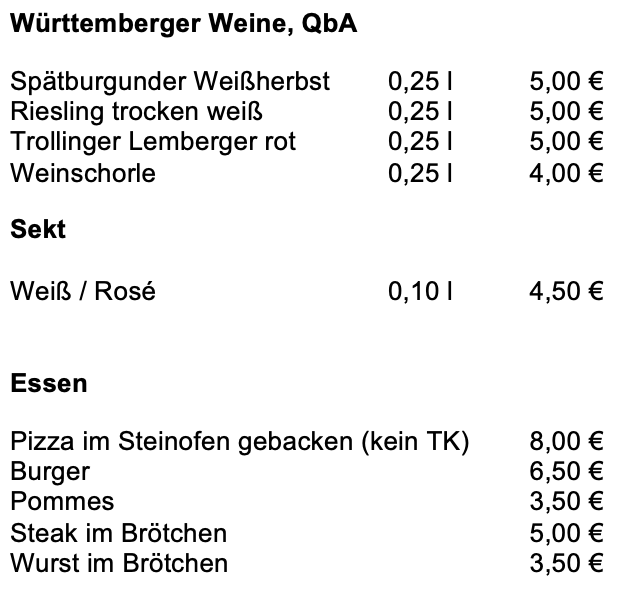 Württemberger Weine, QbA
Spätburgunder Weißherbst 0,25 l 5,00 €
Riesling trocken weiß 0,25 l 5,00 €
Trollinger Lemberger rot 0,25 l 5,00 €
Weinschorle 0,25 l 4,00 €
Sekt
Weiß / Rosé 0,10 l 4,50 €
Essen
Pizza im Steinofen gebacken (kein TK) 8,00 €
Burger 6,50 €
Pommes 3,50 €
Steak im Brötchen 5,00 €
Wurst im Brötchen 3,50 €